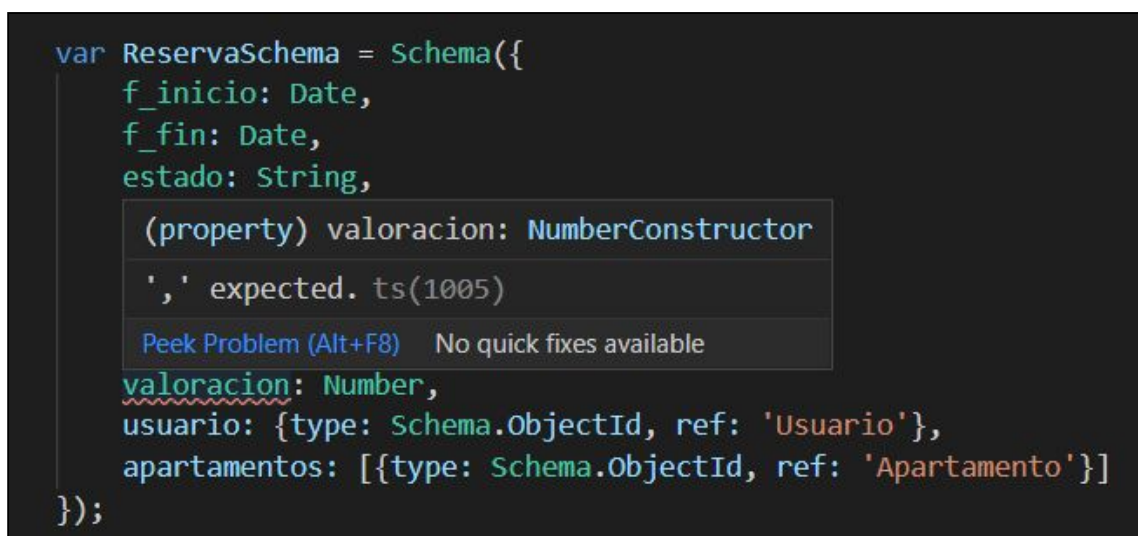 var ReservaSchema = Schema({
f_inicio: Date,
f_fin: Date,
estado: String,
(property) valoracion: NumberConstructor
',' expected. ts(1005)
Peek Problem (Alt+F8) No quick fixes available
valoracion: Number,
usuario: {type: Schema.ObjectId, ref: 'Usuario'},
apartamentos: [{type: Schema.ObjectId, ref: 'Apartamento'}]
});